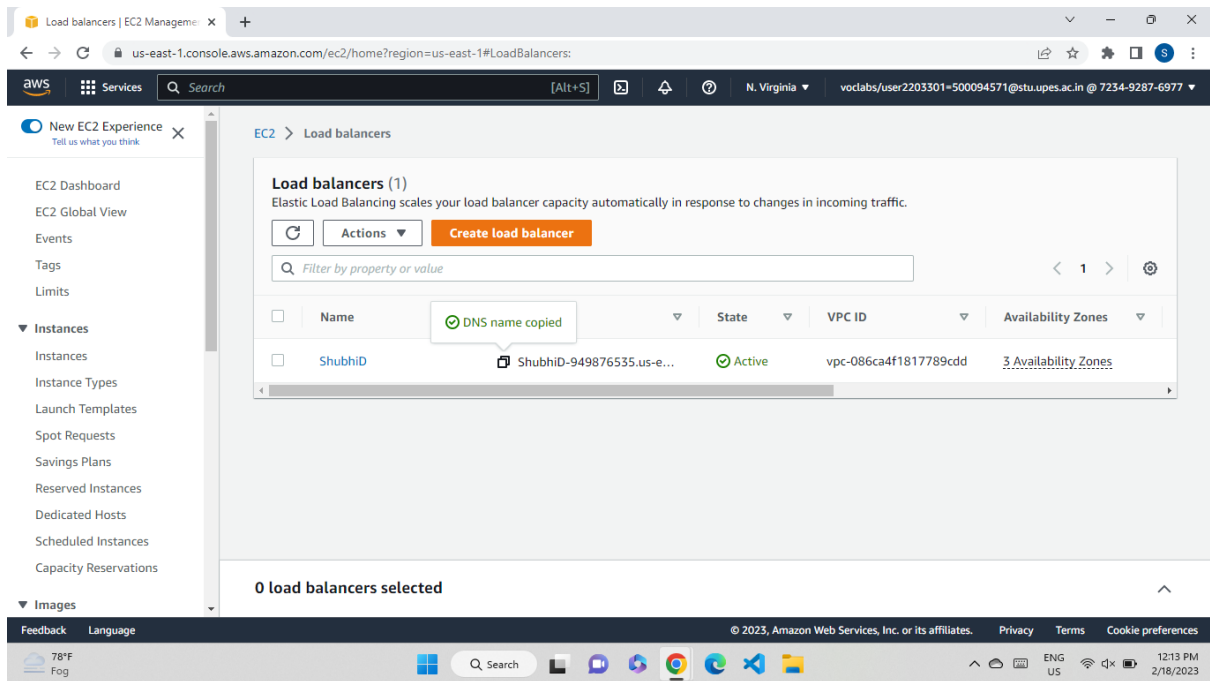 Load balancers | EC2 Manageme
us-east-1.console.aws.amazon.com/ec2/home?region=us-east-1#LoadBalancers:
S
aws
Services
Search
[Alt+S]
N. Virginia
voclabs/user2203301=500094571@stu.upes.ac.in @ 7234-9287-6977
New EC2 Experience
Tell us what you think
EC2 Dashboard
EC2 Global View
Events
Tags
Limits
Instances
Instances
Instance Types
Launch Templates
Spot Requests
Savings Plans
Reserved Instances
Dedicated Hosts
Scheduled Instances
Capacity Reservations
Images
EC2 > Load balancers
Load balancers (1)
Elastic Load Balancing scales your load balancer capacity automatically in response to changes in incoming traffic.
Actions
Create load balancer
Filter by property or value
1
Name
DNS name copied
State
VPC ID
Availability Zones
ShubhiD
ShubhiD-949876535.us-e...
Active
vpc-086ca4f1817789cdd
3 Availability Zones
0 load balancers selected
Feedback
Language
© 2023, Amazon Web Services, Inc. or its affiliates.
Privacy
Terms
Cookie preferences
78°F
Fog
Search
ENG
US
12:13 PM
2/18/2023